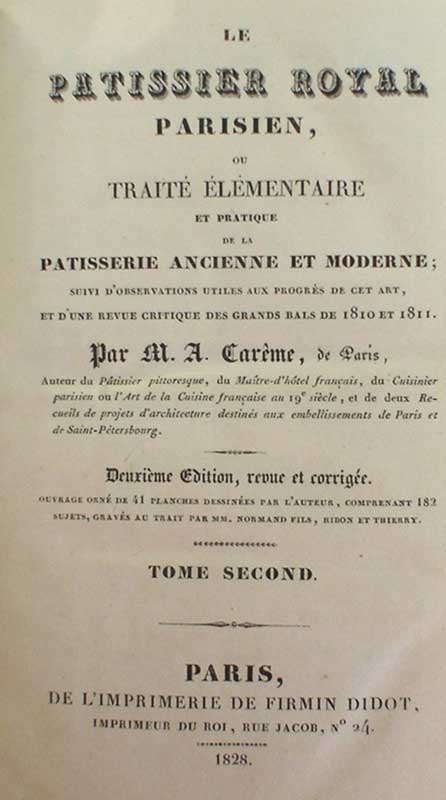 LE
PATISSIER ROYAL
PARISIEN,
OU
TRAITÉ ÉLÉMENTAIRE
ET PRATIQUE
DE LA
PATISSERIE ANCIENNE ET MODERNE;
SUIVI D'OBSERVATIONS UTILES AUX PROGRÈS DE CET ART,
ET D'UNE REVUE CRITIQUE DES GRANDS BALS DE 1810 ET 1811.
Par M. A. Carême, de Paris,
Auteur du Pâtissier pittoresque, du Maître-d'hôtel français, du Cuisinier
parisien ou l'Art de la Cuisine française au 19e siècle, et de deux Re-
cueils de projets d'architecture destinés aux embellissements de Paris et
de Saint-Pétersbourg.
Deuxième Edition, revue et corrigée.
OUVRAGE ORNÉ DE 41 PLANCHES DESSINÉES PAR L'AUTEUR, COMPRENANT 182
SUJETS, GRAVÉS AU TRAIT PAR MM. NORMAND FILS, HIBON ET THIERRY.
TOME SECOND.
PARIS,
DE L'IMPRIMERIE DE FIRMIN DIDOT,
IMPRIMEUR DU ROI, RUE JACOB, No 24.
1828.